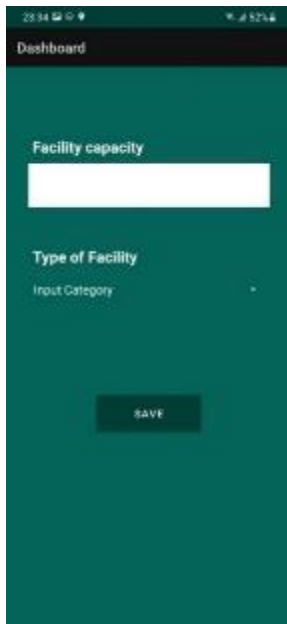 23:34
52%
Dashboard
Facility capacity
Type of Facility
Input Category
SAVE